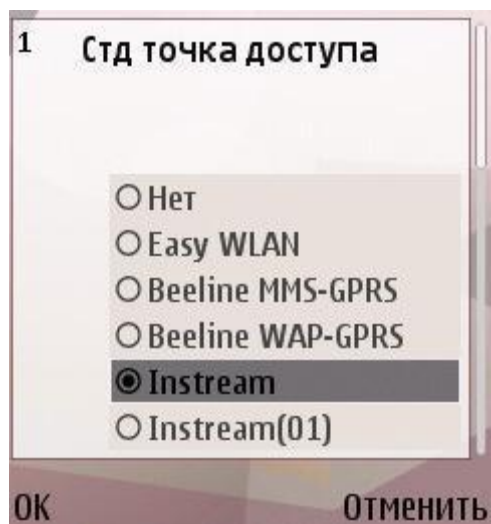 1 Стд точка доступа
Нет
Easy WLAN
Beeline MMS-GPRS
Beeline WAP-GPRS
Instream
Instream(01)
OK Отменить